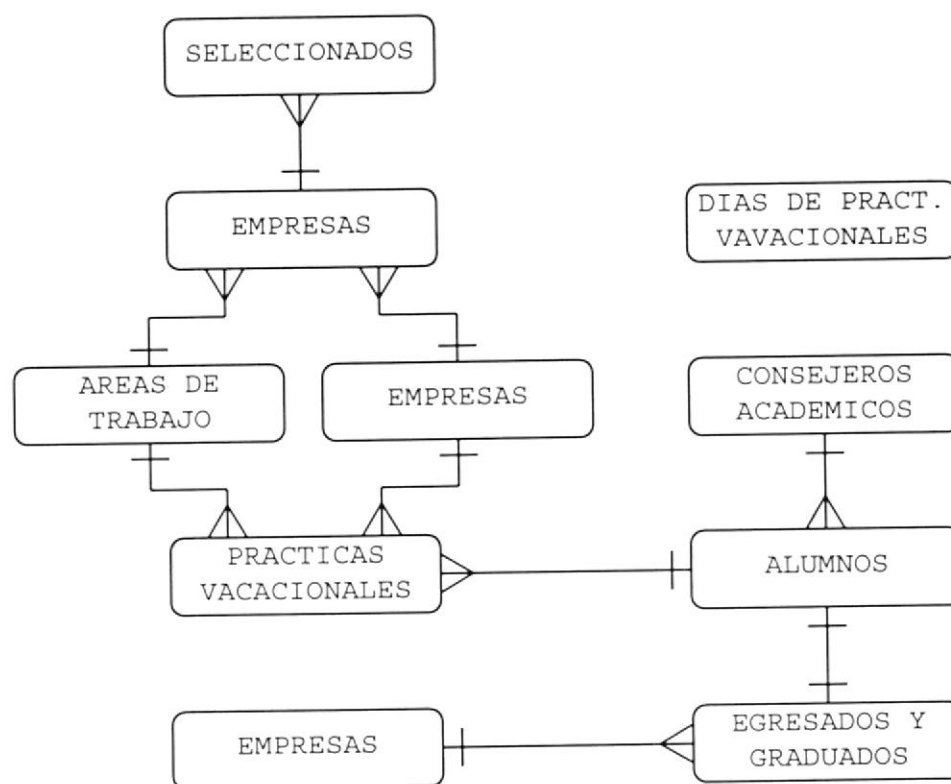 SELECCIONADOS
EMPRESAS
DIAS DE PRACT.
VAVACIONALES
AREAS DE
TRABAJO
EMPRESAS
CONSEJEROS
ACADEMICOS
PRACTICAS
VACACIONALES
ALUMNOS
EMPRESAS
EGRESADOS Y
GRADUADOS